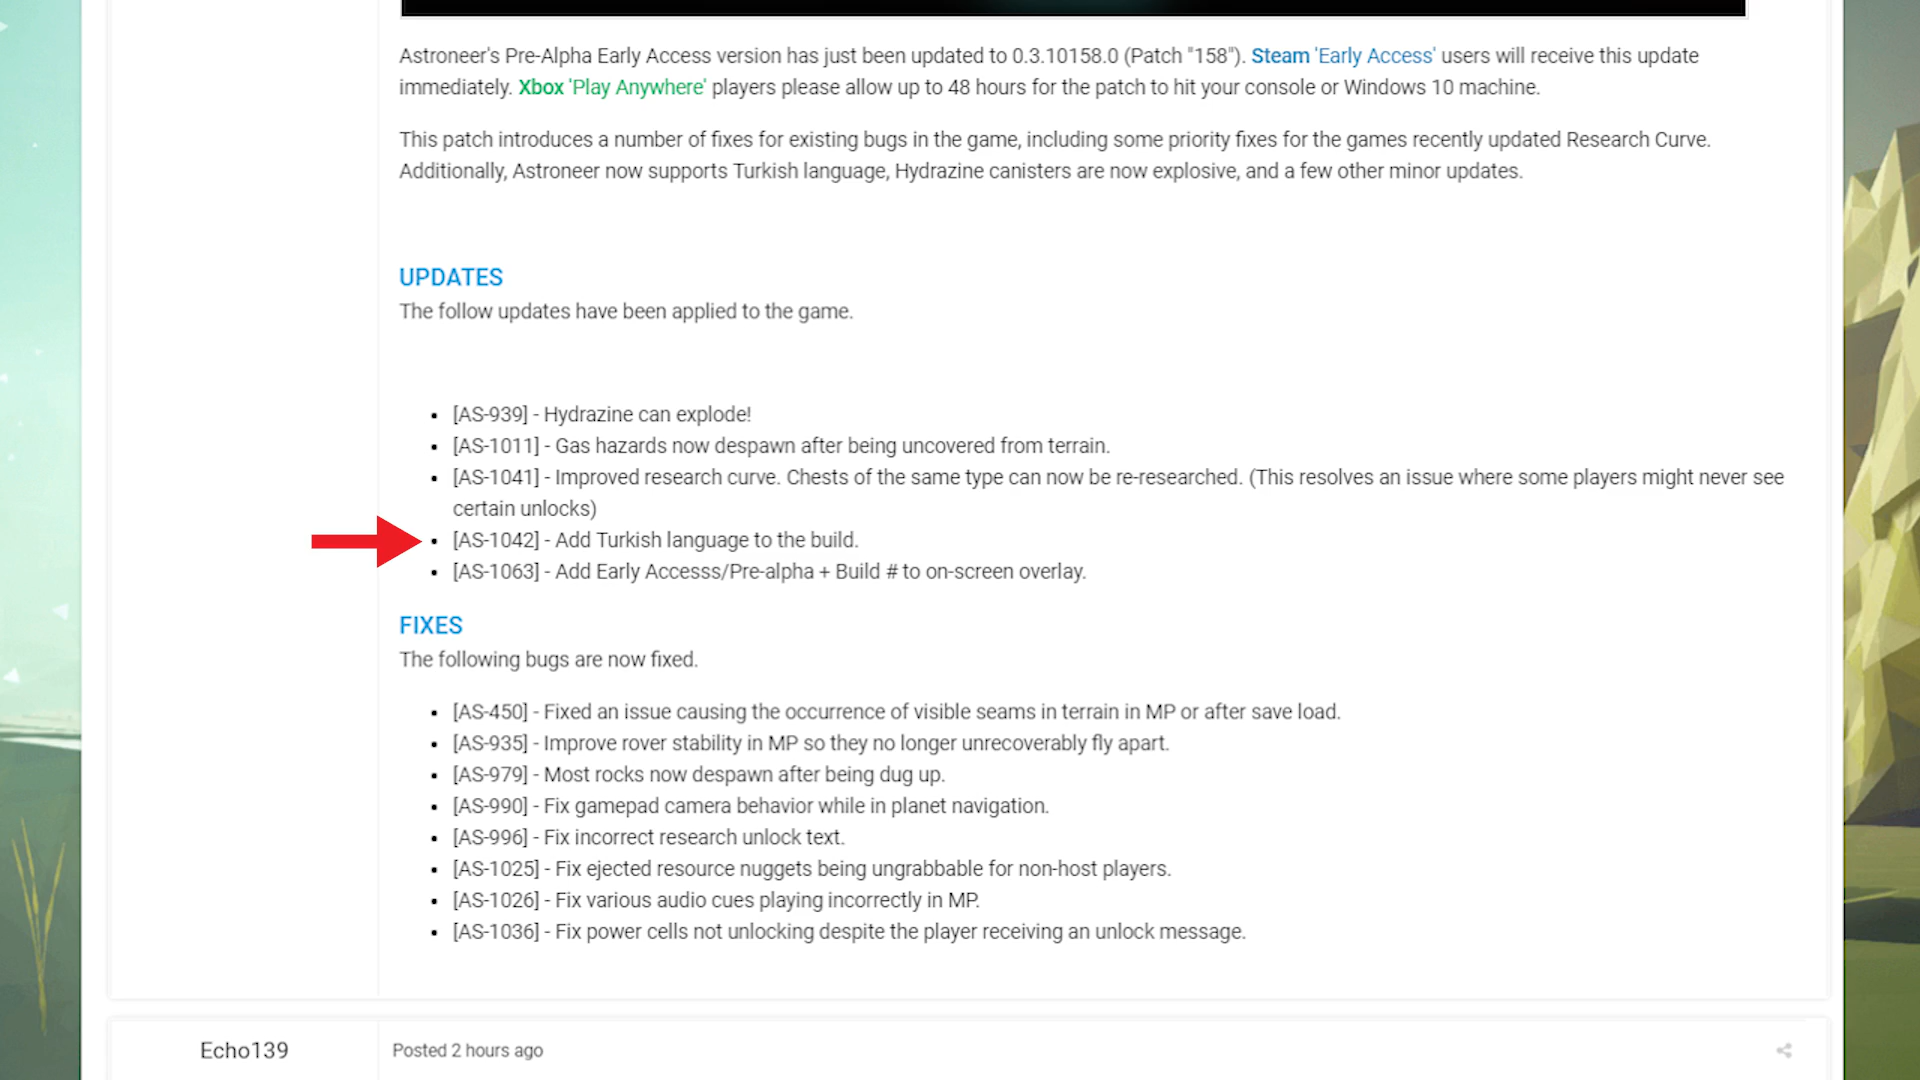 Astroneer's Pre-Alpha Early Access version has just been updated to 0.3.10158.0 (Patch "158"). Steam 'Early Access' users will receive this update
immediately. Xbox 'Play Anywhere' players please allow up to 48 hours for the patch to hit your console or Windows 10 machine.
This patch introduces a number of fixes for existing bugs in the game, including some priority fixes for the games recently updated Research Curve.
Additionally, Astroneer now supports Turkish language, Hydrazine canisters are now explosive, and a few other minor updates.
UPDATES
The follow updates have been applied to the game.
• [AS-939] - Hydrazine can explode!
• [AS-1011] - Gas hazards now despawn after being uncovered from terrain.
• [AS-1041] - Improved research curve. Chests of the same type can now be re-researched. (This resolves an issue where some players might never see
certain unlocks)
• [AS-1042] - Add Turkish language to the build.
• [AS-1063] - Add Early Accesss/Pre-alpha + Build # to on-screen overlay.
FIXES
The following bugs are now fixed.
• [AS-450] - Fixed an issue causing the occurrence of visible seams in terrain in MP or after save load.
• [AS-935] - Improve rover stability in MP so they no longer unrecoverably fly apart.
• [AS-979] - Most rocks now despawn after being dug up.
• [AS-990] - Fix gamepad camera behavior while in planet navigation.
• [AS-996] - Fix incorrect research unlock text.
• [AS-1025] - Fix ejected resource nuggets being ungrabbable for non-host players.
• [AS-1026] - Fix various audio cues playing incorrectly in MP.
• [AS-1036] - Fix power cells not unlocking despite the player receiving an unlock message.
Echo139
Posted 2 hours ago